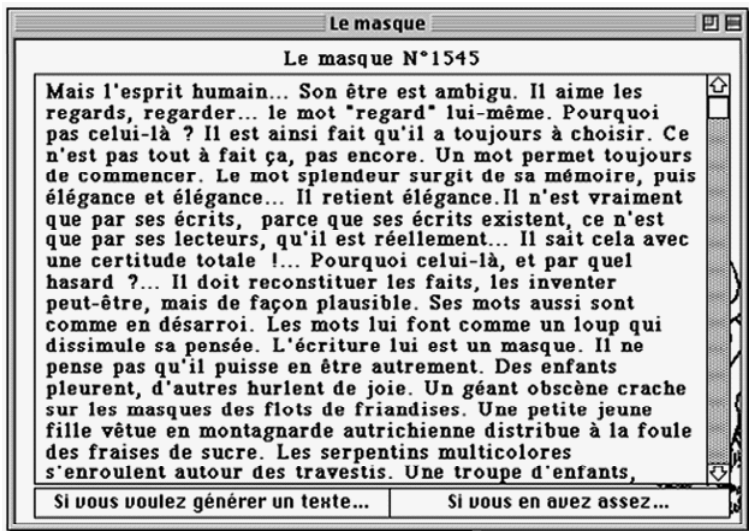 Le masque
Le masque N°1545
Mais l'esprit humain... Son être est ambigu. Il aime les
regards, regarder... le mot "regard" lui-même. Pourquoi
pas celui-là ? Il est ainsi fait qu'il a toujours à choisir. Ce
n'est pas tout à fait ça, pas encore. Un mot permet toujours
de commencer. Le mot splendeur surgit de sa mémoire, puis
élégance et élégance... Il retient élégance.Il n'est vraiment
que par ses écrits, parce que ses écrits existent, ce n'est
que par ses lecteurs, qu'il est réellement... Il sait cela avec
une certitude totale !... Pourquoi celui-là, et par quel
hasard ?... Il doit reconstituer les faits, les inventer
peut-être, mais de façon plausible. Ses mots aussi sont
comme en désarroi. Les mots lui font comme un loup qui
dissimule sa pensée. L'écriture lui est un masque. Il ne
pense pas qu'il puisse en être autrement. Des enfants
pleurent, d'autres hurlent de joie. Un géant obscène crache
sur les masques des flots de friandises. Une petite jeune
fille vêtue en montagnarde autrichienne distribue à la foule
des fraises de sucre. Les serpentins multicolores
s'enroulent autour des travestis. Une troupe d'enfants,
Si vous voulez générer un texte...
Si vous en avez assez...